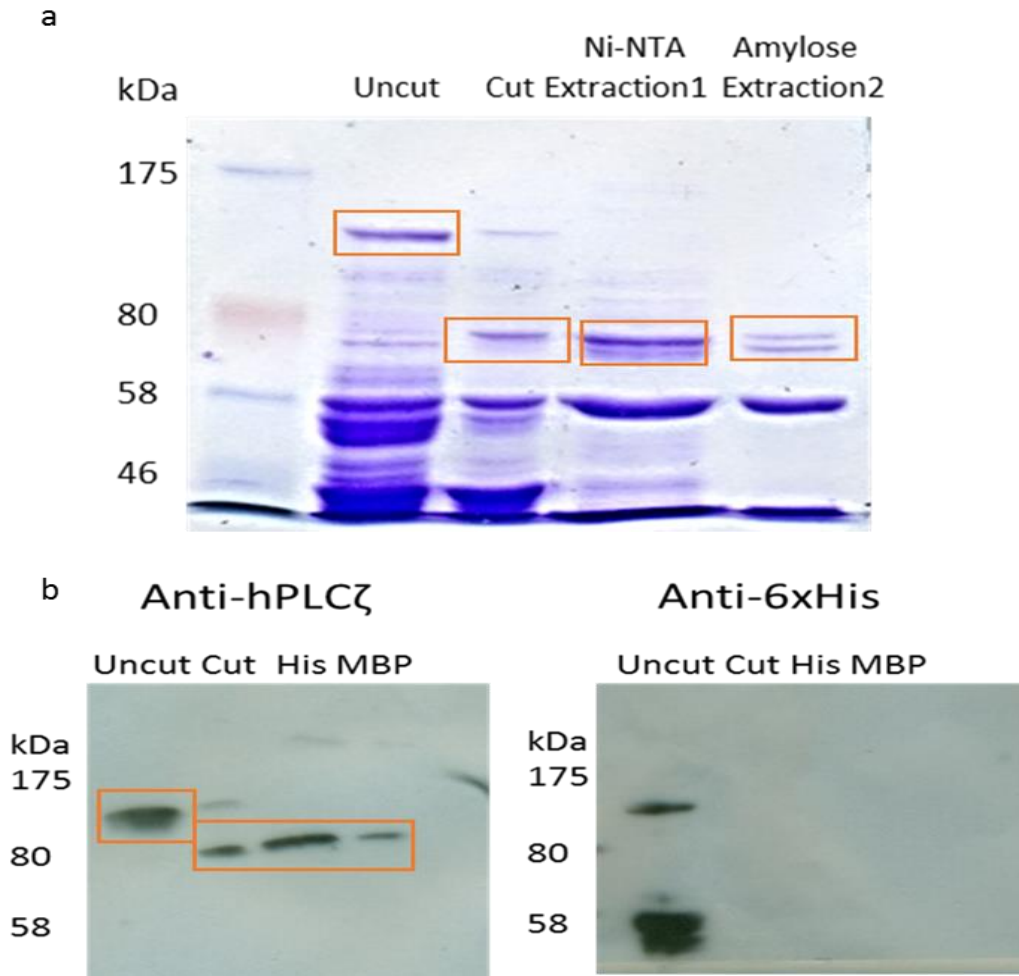 a
Ni-NTA Amylose
kDa Uncut Cut Extraction1 Extraction2
175
80
58
46
b
Anti-hPLCζ Anti-6xHis
Uncut Cut His MBP Uncut Cut His MBP
kDa kDa
175 175
80 80
58 58